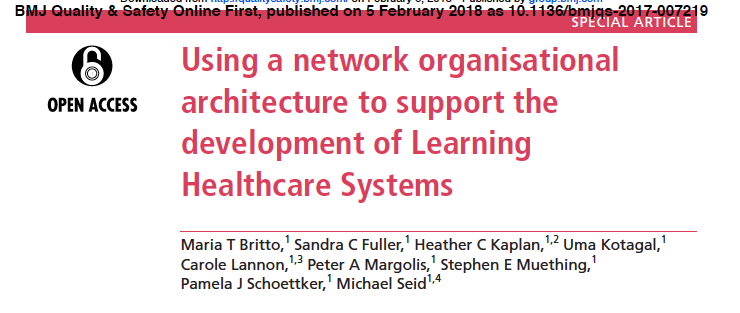 Downloaded from http://qualitysafety.bmj.com/ on February 6, 2018 - Published by group.bmj.com
BMJ Quality & Safety Online First, published on 5 February 2018 as 10.1136/bmjqs-2017-007219
SPECIAL ARTICLE
OPEN ACCESS
Using a network organisational
architecture to support the
development of Learning
Healthcare Systems
Maria T Britto,1 Sandra C Fuller,1 Heather C Kaplan,1,2 Uma Kotagal,1
Carole Lannon,1,3 Peter A Margolis,1 Stephen E Muething,1
Pamela J Schoettker,1 Michael Seid1,4